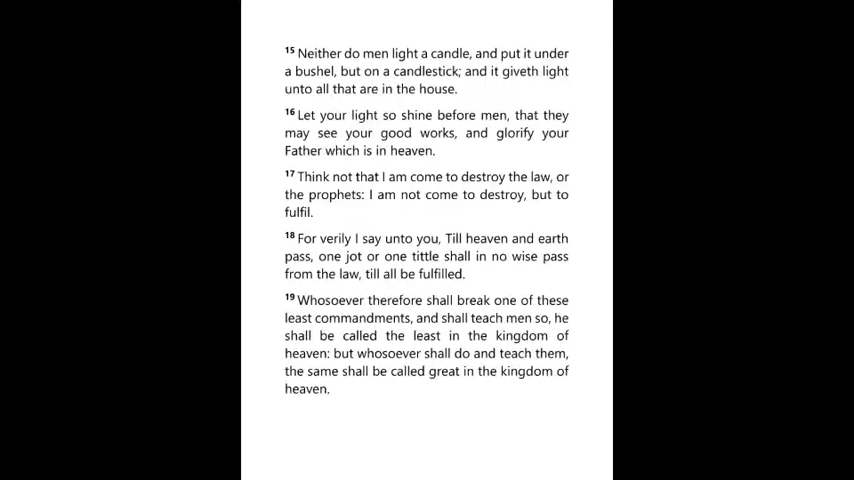 15 Neither do men light a candle, and put it under
a bushel, but on a candlestick; and it giveth light
unto all that are in the house.
16 Let your light so shine before men, that they
may see your good works, and glorify your
Father which is in heaven.
17 Think not that I am come to destroy the law, or
the prophets: I am not come to destroy, but to
fulfil.
18 For verily I say unto you, Till heaven and earth
pass, one jot or one tittle shall in no wise pass
from the law, till all be fulfilled.
19 Whosoever therefore shall break one of these
least commandments, and shall teach men so, he
shall be called the least in the kingdom of
heaven: but whosoever shall do and teach them,
the same shall be called great in the kingdom of
heaven.